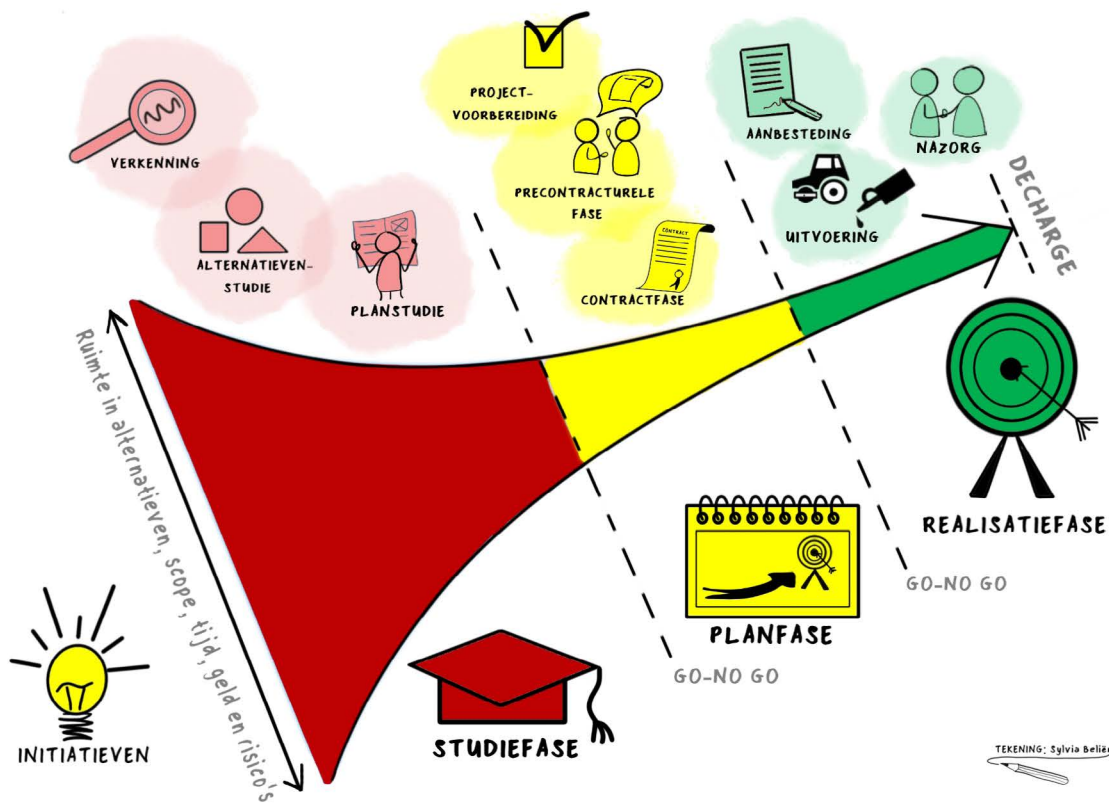 VERKENNING
ALTERNATIEVEN-
STUDIE
PLANSTUDIE
PROJECT-
VOORBEREIDING
PRECONTRACTURELE
FASE
CONTRACT
CONTRACTFASE
AANBESTEDING
UITVOERING
NAZORG
DECHARGE
Ruimte in alternatieven, scope, tijd, geld en risico's
INITIATIEVEN
STUDIEFASE
GO-NO GO
PLANFASE
GO-NO GO
REALISATIEFASE
TEKENING: Sylvia